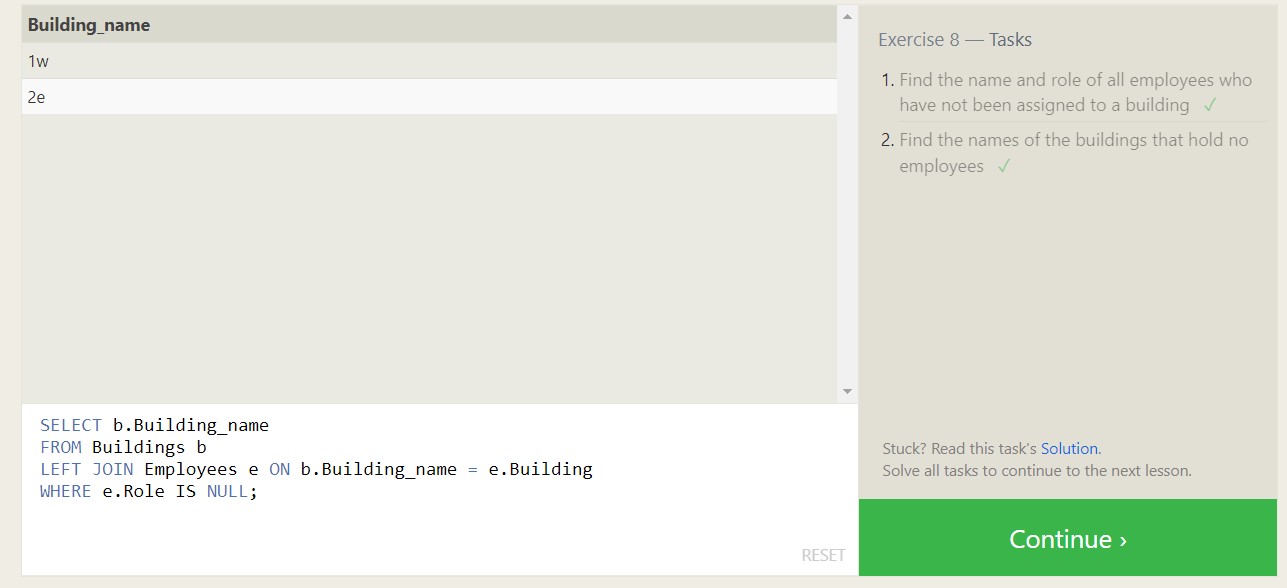 Building_name
1w
2e
SELECT b.Building_name
FROM Buildings b
LEFT JOIN Employees e ON b.Building_name = e.Building
WHERE e.Role IS NULL;
RESET
Exercise 8 — Tasks
1. Find the name and role of all employees who
have not been assigned to a building ✓
2. Find the names of the buildings that hold no
employees ✓
Stuck? Read this task's Solution.
Solve all tasks to continue to the next lesson.
Continue ›